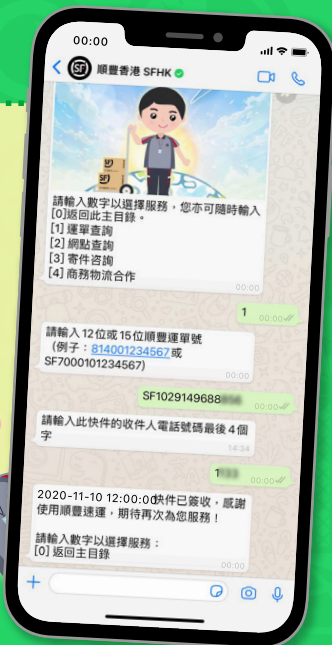 00:00
SF 順豐香港 SFHK
SF
SF
請輸入數字以選擇服務,您亦可隨時輸入
[0]返回此主目錄。
[1] 運單查詢
[2] 網點查詢
[3] 寄件咨詢
[4] 商務物流合作
00:00
1 00:00
請輸入12位或15位順豐運單號
(例子:814001234567或
SF7000101234567)
00:00
SF1029149688 00:00
請輸入此快件的收件人電話號碼最後4個
字
14:34
00:00
2020-11-10 12:00:00快件已簽收,感謝
使用順豐速運,期待再次為您服務!
請輸入數字以選擇服務:
[0] 返回主目錄
00:00